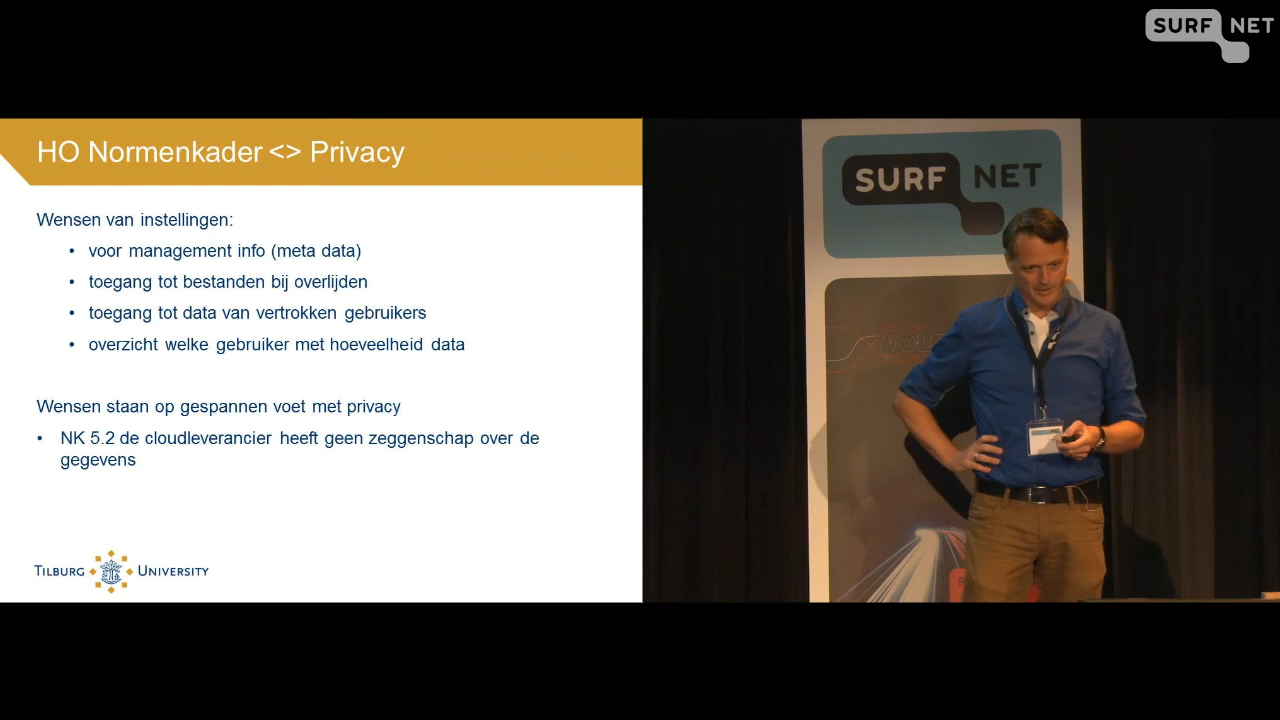 SURF NET
HO Normenkader <> Privacy
Wensen van instellingen:
• voor management info (meta data)
• toegang tot bestanden bij overlijden
• toegang tot data van vertrokken gebruikers
• overzicht welke gebruiker met hoeveelheid data
Wensen staan op gespannen voet met privacy
• NK 5.2 de cloudleverancier heeft geen zeggenschap over de
gegevens
TILBURG UNIVERSITY
SURF NET